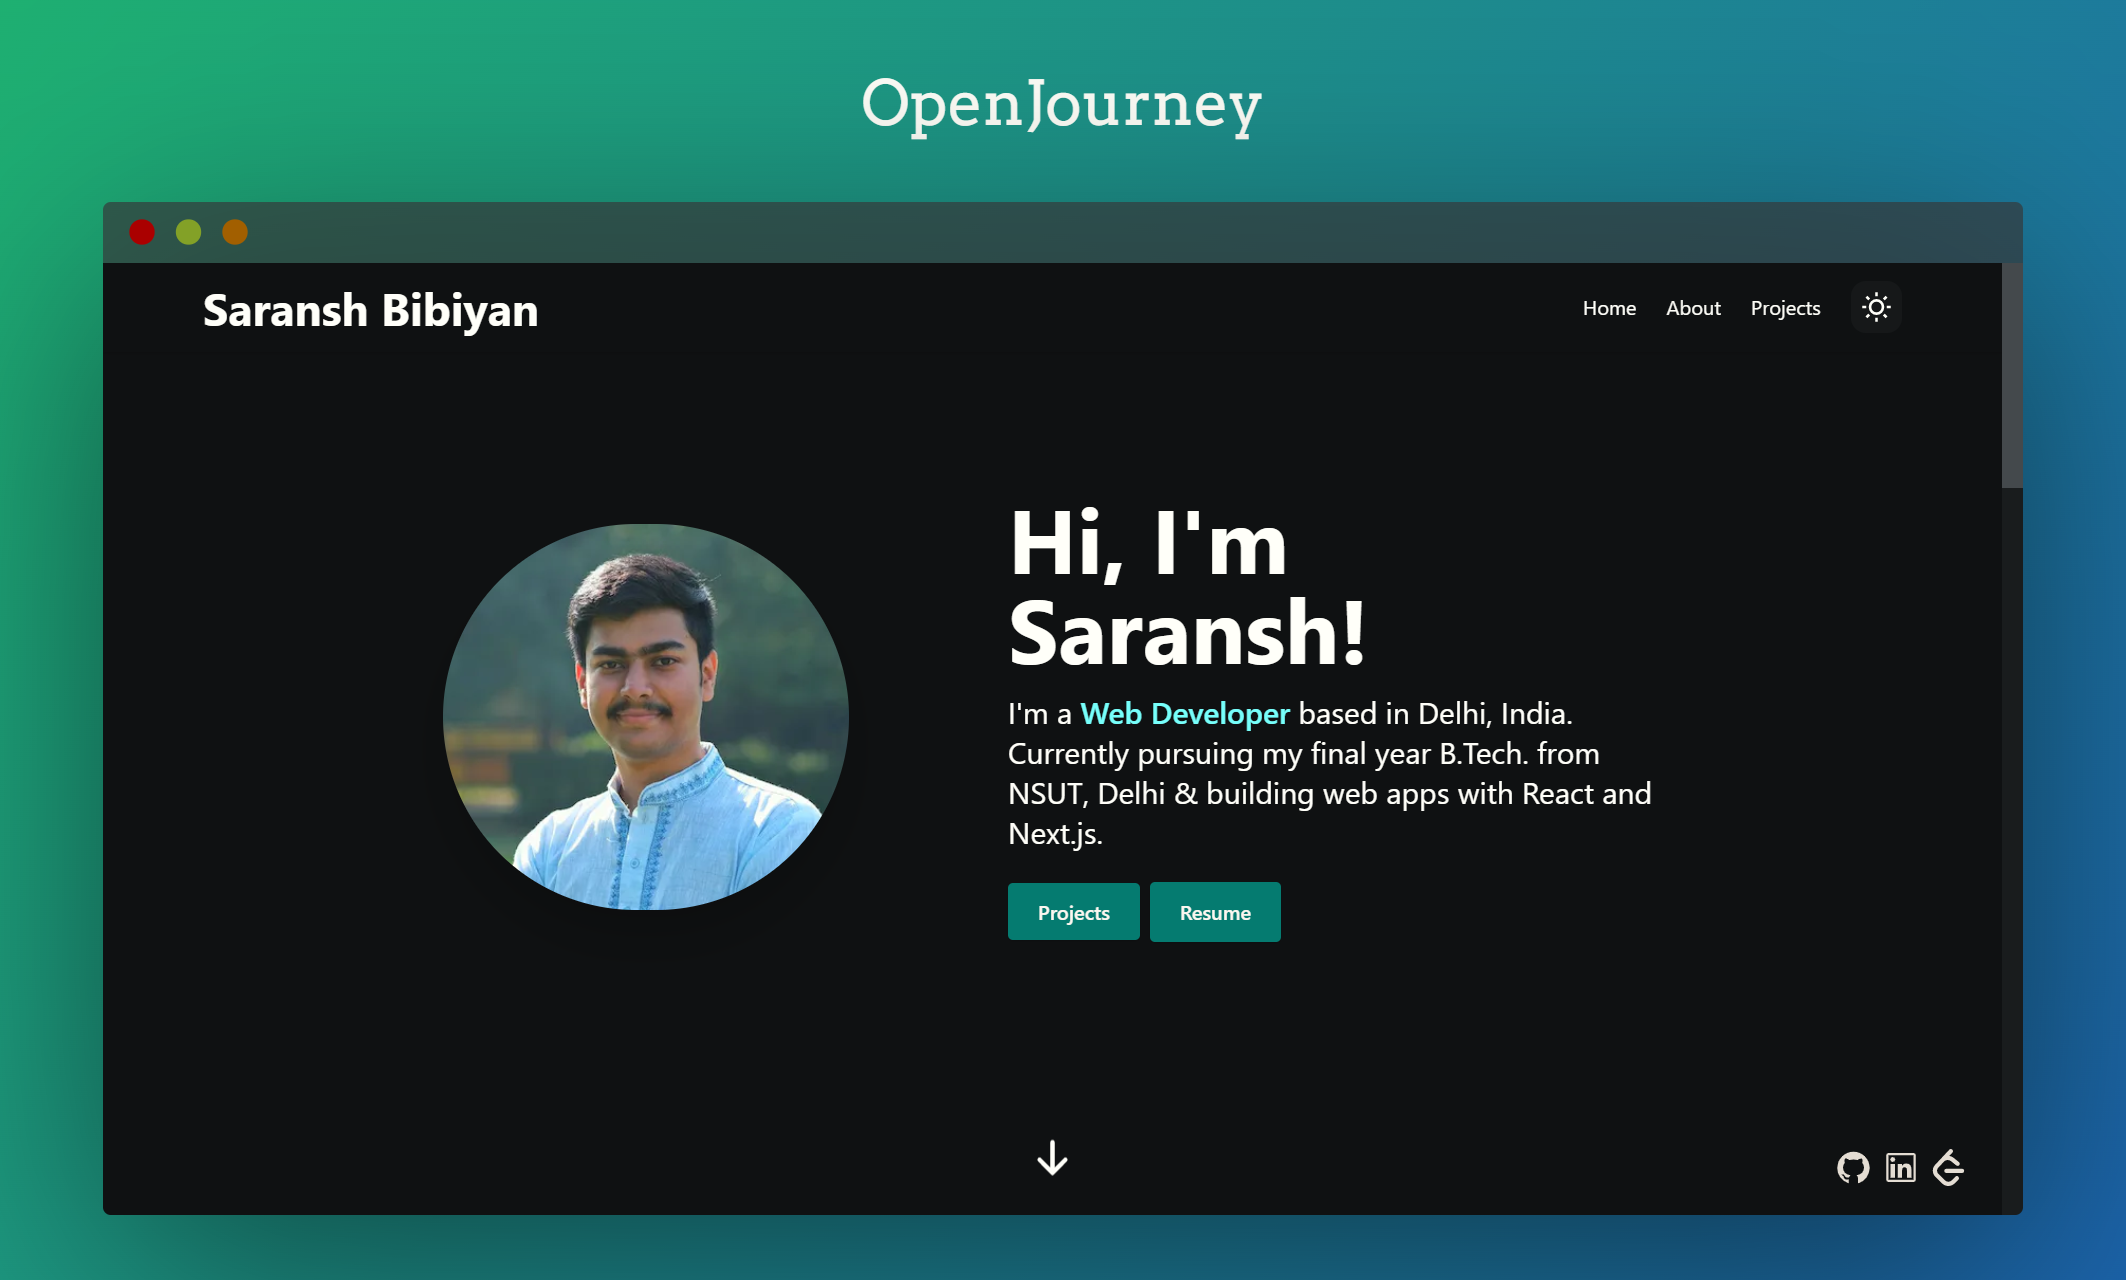 OpenJourney
Saransh Bibiyan
Home About Projects
Hi, I'm
Saransh!
I'm a Web Developer based in Delhi, India.
Currently pursuing my final year B.Tech. from
NSUT, Delhi & building web apps with React and
Next.js.
Projects Resume
in